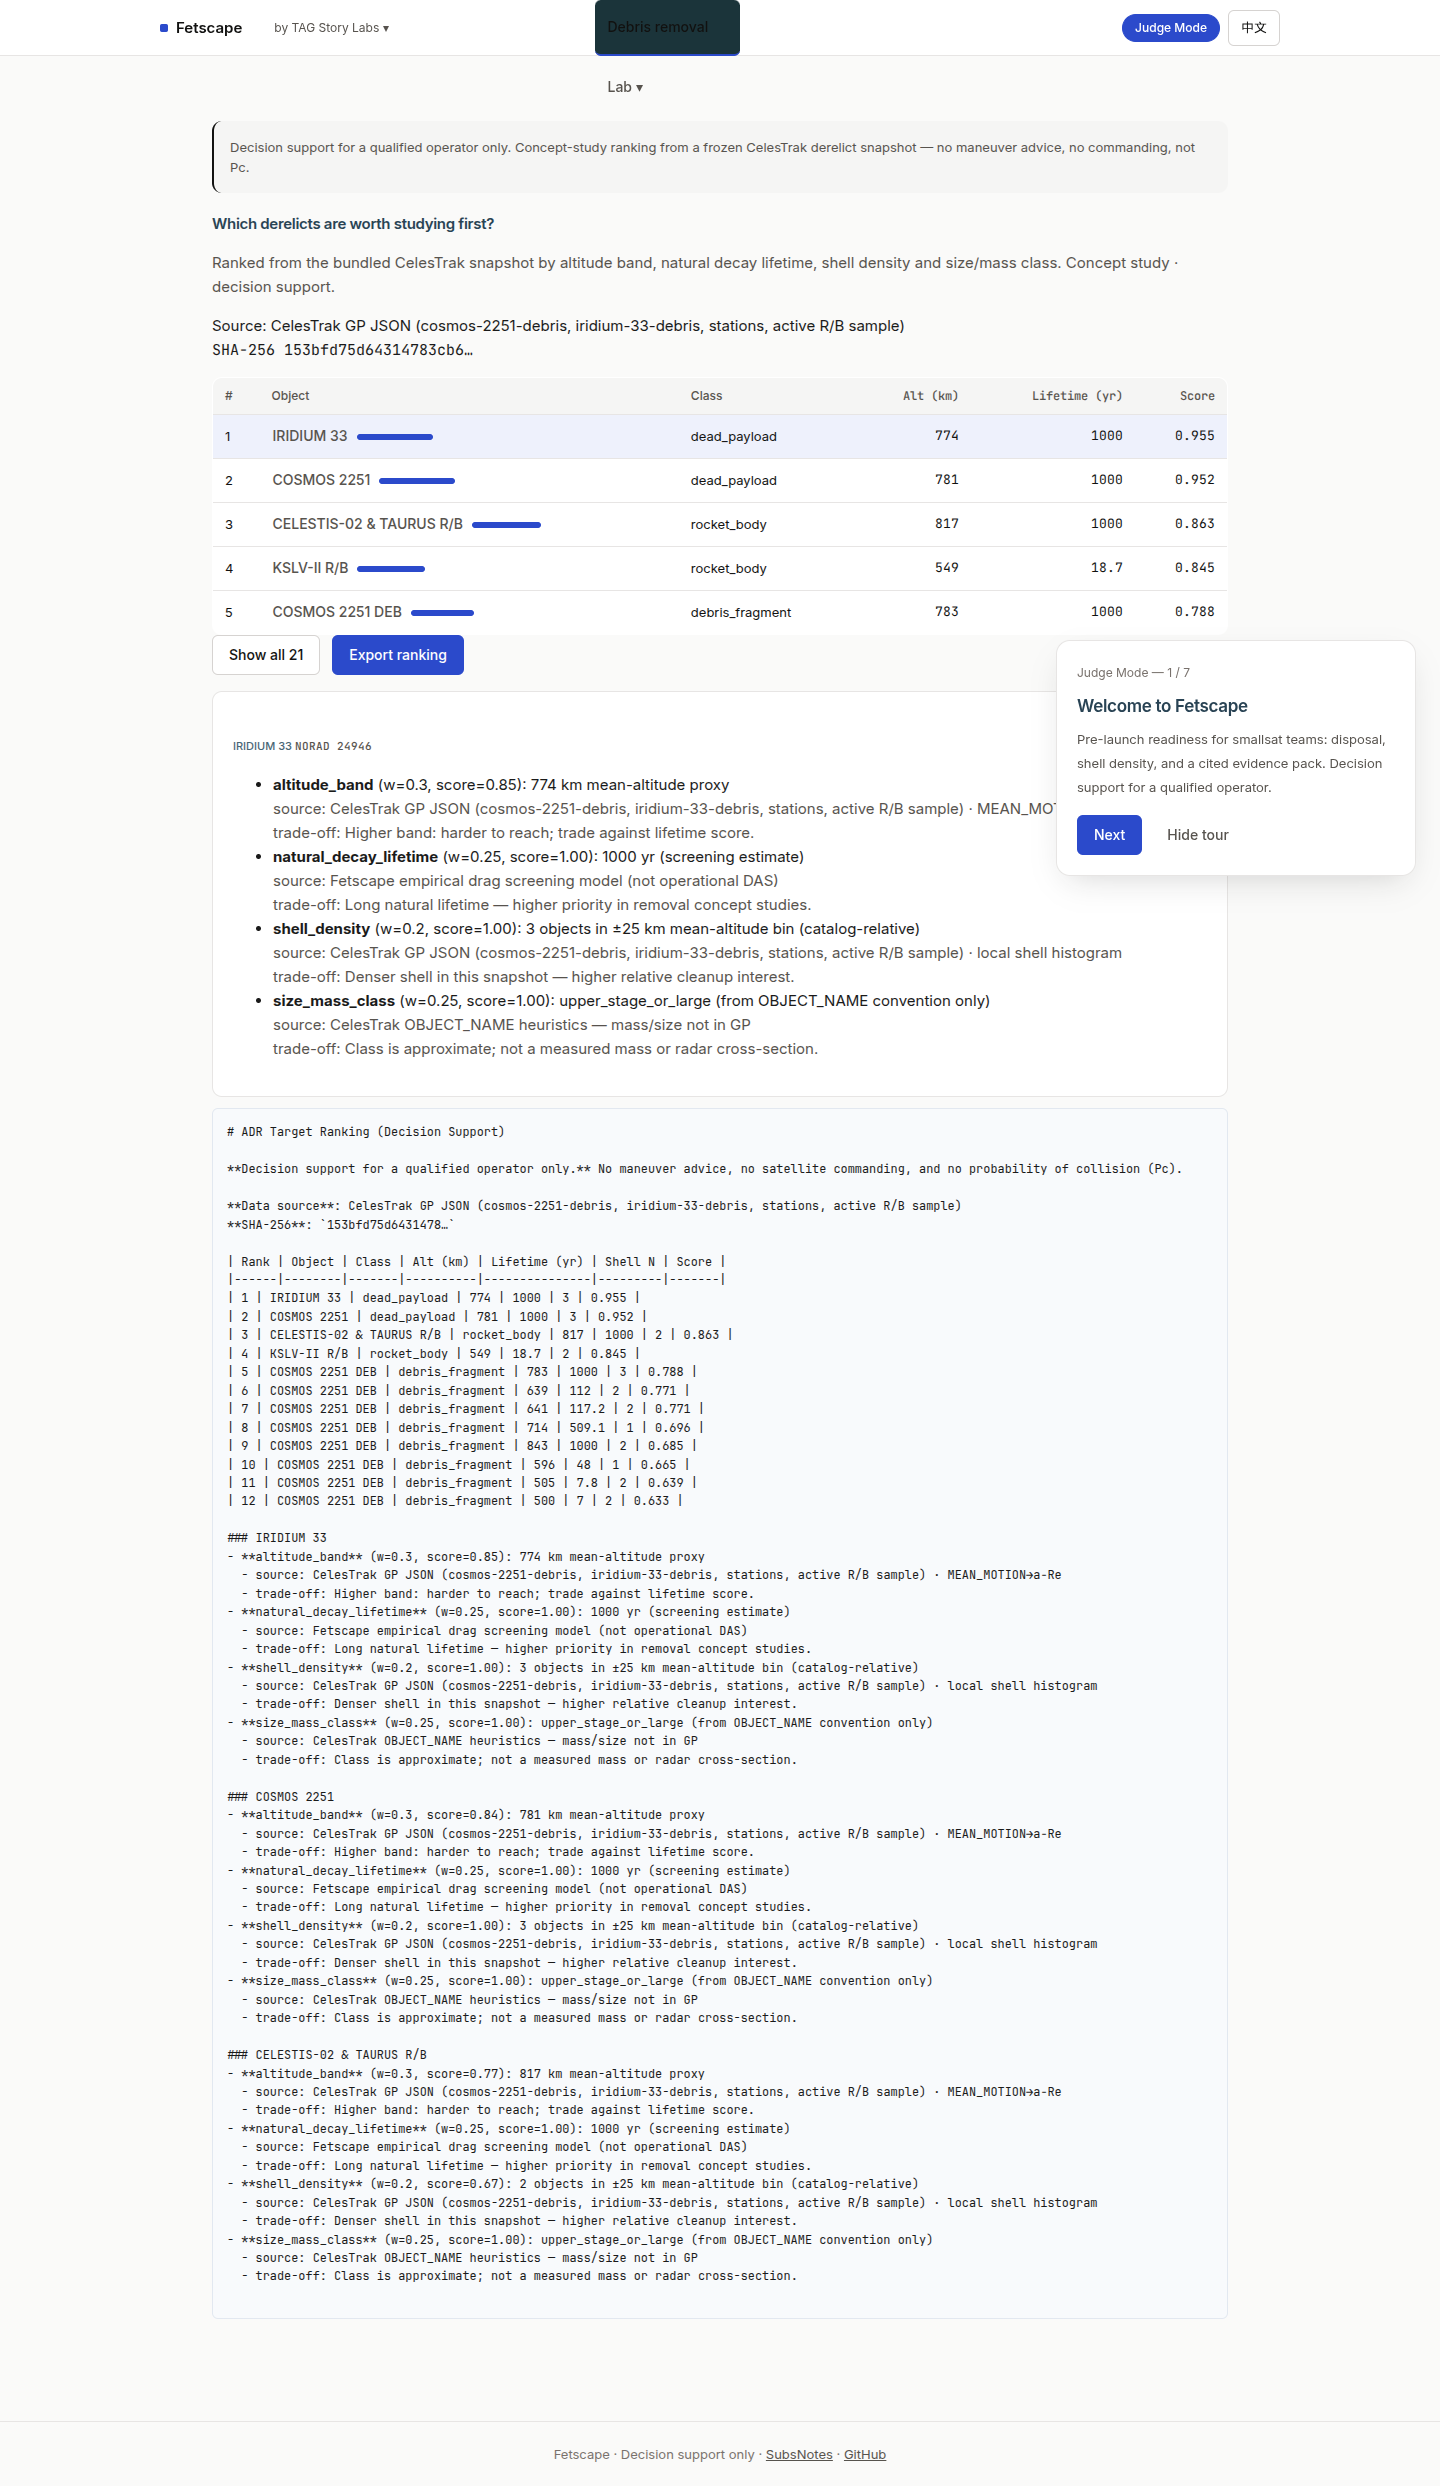 Fetscape
by TAG Story Labs ▾
Debris removal
Judge Mode
中文
Lab ▾
Decision support for a qualified operator only. Concept-study ranking from a frozen CelesTrak derelict snapshot — no maneuver advice, no commanding, not
Pc.
Which derelicts are worth studying first?
Ranked from the bundled CelesTrak snapshot by altitude band, natural decay lifetime, shell density and size/mass class. Concept study ·
decision support.
Source: CelesTrak GP JSON (cosmos-2251-debris, iridium-33-debris, stations, active R/B sample)
SHA-256 153bfd75d64314783cb6…
# Object Class Alt (km) Lifetime (yr) Score
1 IRIDIUM 33 dead_payload 774 1000 0.955
2 COSMOS 2251 dead_payload 781 1000 0.952
3 CELESTIS-02 & TAURUS R/B rocket_body 817 1000 0.863
4 KSLV-II R/B rocket_body 549 18.7 0.845
5 COSMOS 2251 DEB debris_fragment 783 1000 0.788
Show all 21
Export ranking
Judge Mode — 1 / 7
Welcome to Fetscape
Pre-launch readiness for smallsat teams: disposal,
shell density, and a cited evidence pack. Decision
support for a qualified operator.
Next
Hide tour
IRIDIUM 33 NORAD 24946
• altitude_band (w=0.3, score=0.85): 774 km mean-altitude proxy
source: CelesTrak GP JSON (cosmos-2251-debris, iridium-33-debris, stations, active R/B sample) · MEAN_MOT
trade-off: Higher band: harder to reach; trade against lifetime score.
• natural_decay_lifetime (w=0.25, score=1.00): 1000 yr (screening estimate)
source: Fetscape empirical drag screening model (not operational DAS)
trade-off: Long natural lifetime — higher priority in removal concept studies.
• shell_density (w=0.2, score=1.00): 3 objects in ±25 km mean-altitude bin (catalog-relative)
source: CelesTrak GP JSON (cosmos-2251-debris, iridium-33-debris, stations, active R/B sample) · local shell histogram
trade-off: Denser shell in this snapshot — higher relative cleanup interest.
• size_mass_class (w=0.25, score=1.00): upper_stage_or_large (from OBJECT_NAME convention only)
source: CelesTrak OBJECT_NAME heuristics — mass/size not in GP
trade-off: Class is approximate; not a measured mass or radar cross-section.
# ADR Target Ranking (Decision Support)
**Decision support for a qualified operator only.** No maneuver advice, no satellite commanding, and no probability of collision (Pc).
**Data source**: CelesTrak GP JSON (cosmos-2251-debris, iridium-33-debris, stations, active R/B sample)
**SHA-256**: `153bfd75d6431478…`
| Rank | Object | Class | Alt (km) | Lifetime (yr) | Shell N | Score |
|------|--------|-------|----------|---------------|---------|-------|
| 1 | IRIDIUM 33 | dead_payload | 774 | 1000 | 3 | 0.955 |
| 2 | COSMOS 2251 | dead_payload | 781 | 1000 | 3 | 0.952 |
| 3 | CELESTIS-02 & TAURUS R/B | rocket_body | 817 | 1000 | 2 | 0.863 |
| 4 | KSLV-II R/B | rocket_body | 549 | 18.7 | 2 | 0.845 |
| 5 | COSMOS 2251 DEB | debris_fragment | 783 | 1000 | 3 | 0.788 |
| 6 | COSMOS 2251 DEB | debris_fragment | 639 | 112 | 2 | 0.771 |
| 7 | COSMOS 2251 DEB | debris_fragment | 641 | 117.2 | 2 | 0.771 |
| 8 | COSMOS 2251 DEB | debris_fragment | 714 | 509.1 | 1 | 0.696 |
| 9 | COSMOS 2251 DEB | debris_fragment | 843 | 1000 | 2 | 0.685 |
| 10 | COSMOS 2251 DEB | debris_fragment | 596 | 48 | 1 | 0.665 |
| 11 | COSMOS 2251 DEB | debris_fragment | 505 | 7.8 | 2 | 0.639 |
| 12 | COSMOS 2251 DEB | debris_fragment | 500 | 7 | 2 | 0.633 |
### IRIDIUM 33
- **altitude_band** (w=0.3, score=0.85): 774 km mean-altitude proxy
- source: CelesTrak GP JSON (cosmos-2251-debris, iridium-33-debris, stations, active R/B sample) · MEAN_MOTION→a-Re
- trade-off: Higher band: harder to reach; trade against lifetime score.
- **natural_decay_lifetime** (w=0.25, score=1.00): 1000 yr (screening estimate)
- source: Fetscape empirical drag screening model (not operational DAS)
- trade-off: Long natural lifetime — higher priority in removal concept studies.
- **shell_density** (w=0.2, score=1.00): 3 objects in ±25 km mean-altitude bin (catalog-relative)
- source: CelesTrak GP JSON (cosmos-2251-debris, iridium-33-debris, stations, active R/B sample) · local shell histogram
- trade-off: Denser shell in this snapshot — higher relative cleanup interest.
- **size_mass_class** (w=0.25, score=1.00): upper_stage_or_large (from OBJECT_NAME convention only)
- source: CelesTrak OBJECT_NAME heuristics — mass/size not in GP
- trade-off: Class is approximate; not a measured mass or radar cross-section.
### COSMOS 2251
- **altitude_band** (w=0.3, score=0.84): 781 km mean-altitude proxy
- source: CelesTrak GP JSON (cosmos-2251-debris, iridium-33-debris, stations, active R/B sample) · MEAN_MOTION→a-Re
- trade-off: Higher band: harder to reach; trade against lifetime score.
- **natural_decay_lifetime** (w=0.25, score=1.00): 1000 yr (screening estimate)
- source: Fetscape empirical drag screening model (not operational DAS)
- trade-off: Long natural lifetime — higher priority in removal concept studies.
- **shell_density** (w=0.2, score=1.00): 3 objects in ±25 km mean-altitude bin (catalog-relative)
- source: CelesTrak GP JSON (cosmos-2251-debris, iridium-33-debris, stations, active R/B sample) · local shell histogram
- trade-off: Denser shell in this snapshot — higher relative cleanup interest.
- **size_mass_class** (w=0.25, score=1.00): upper_stage_or_large (from OBJECT_NAME convention only)
- source: CelesTrak OBJECT_NAME heuristics — mass/size not in GP
- trade-off: Class is approximate; not a measured mass or radar cross-section.
### CELESTIS-02 & TAURUS R/B
- **altitude_band** (w=0.3, score=0.77): 817 km mean-altitude proxy
- source: CelesTrak GP JSON (cosmos-2251-debris, iridium-33-debris, stations, active R/B sample) · MEAN_MOTION→a-Re
- trade-off: Higher band: harder to reach; trade against lifetime score.
- **natural_decay_lifetime** (w=0.25, score=1.00): 1000 yr (screening estimate)
- source: Fetscape empirical drag screening model (not operational DAS)
- trade-off: Long natural lifetime — higher priority in removal concept studies.
- **shell_density** (w=0.2, score=0.67): 2 objects in ±25 km mean-altitude bin (catalog-relative)
- source: CelesTrak GP JSON (cosmos-2251-debris, iridium-33-debris, stations, active R/B sample) · local shell histogram
- trade-off: Denser shell in this snapshot — higher relative cleanup interest.
- **size_mass_class** (w=0.25, score=1.00): upper_stage_or_large (from OBJECT_NAME convention only)
- source: CelesTrak OBJECT_NAME heuristics — mass/size not in GP
- trade-off: Class is approximate; not a measured mass or radar cross-section.
Fetscape · Decision support only · SubsNotes · GitHub